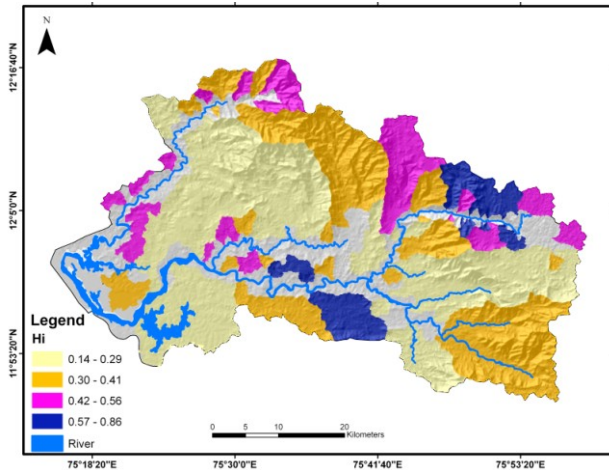 N
12°16'40"N
12°5'0"N
11°53'20"N
Legend
Hi
0.14 - 0.29
0.30 - 0.41
0.42 - 0.56
0.57 - 0.86
River
0 5 10 20
Kilometers
75°18'20"E 75°30'0"E 75°41'40"E 75°53'20"E